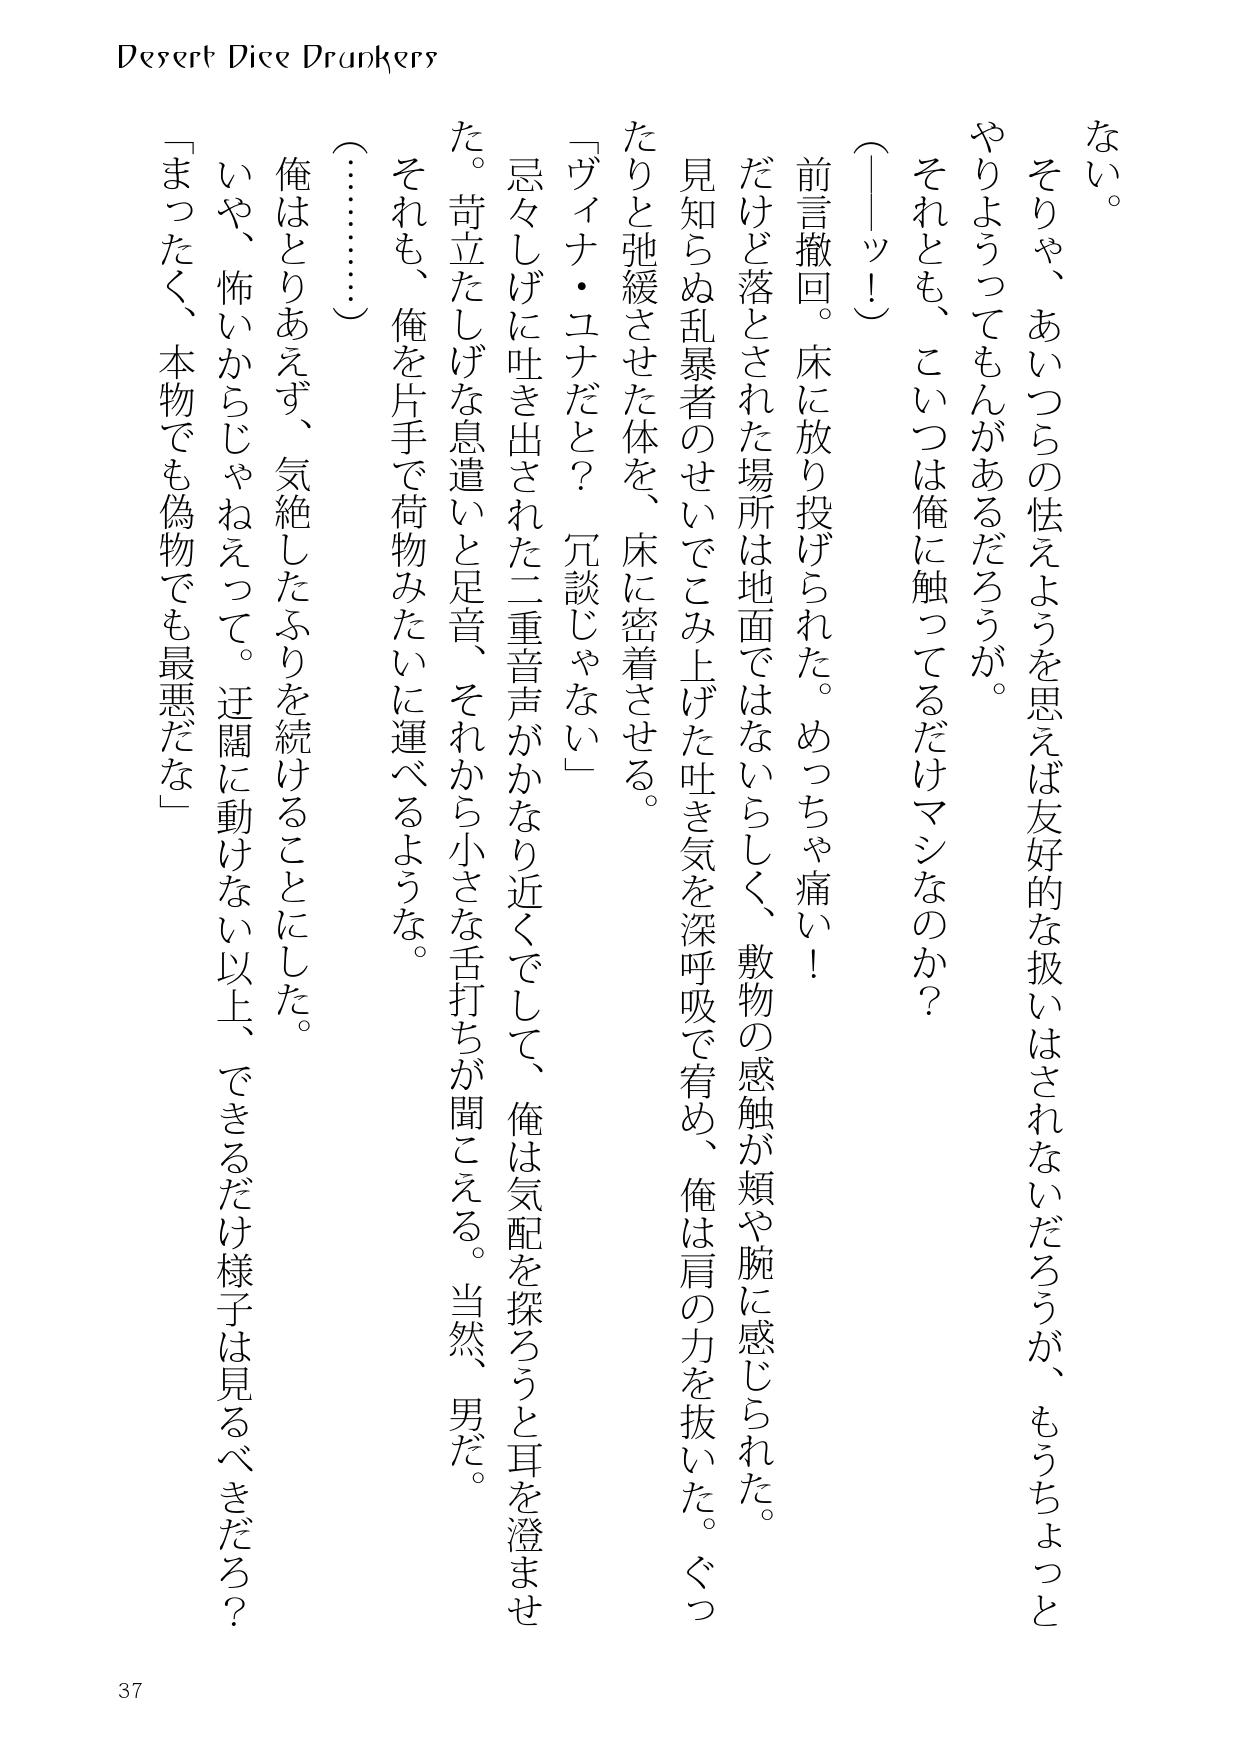 Desert Dice Drunkers
ない。
そりゃ、あいつらの怯えようを思えば友好的な扱いはされないだろうが、もうちょっと
やりようってもんがあるだろうが。
それとも、こいつは俺に触ってるだけマシなのか？
（――ッ！）
前言撤回。床に放り投げられた。めっちゃ痛い！
だけど落とされた場所は地面ではないらしく、敷物の感触が頬や腕に感じられた。
見知らぬ乱暴者のせいでこみ上げた吐き気を深呼吸で宥め、俺は肩の力を抜いた。ぐっ
たりと弛緩させた体を、床に密着させる。
「ヴィナ・ユナだと？　冗談じゃない」
忌々しげに吐き出された二重音声がかなり近くでして、俺は気配を探ろうと耳を澄ませ
た。苛立たしげな息遣いと足音、それから小さな舌打ちが聞こえる。当然、男だ。
それも、俺を片手で荷物みたいに運べるような。
（…………）
俺はとりあえず、気絶したふりを続けることにした。
いや、怖いからじゃねえって。迂闊に動けない以上、できるだけ様子は見るべきだろ？
「まったく、本物でも偽物でも最悪だな」
37